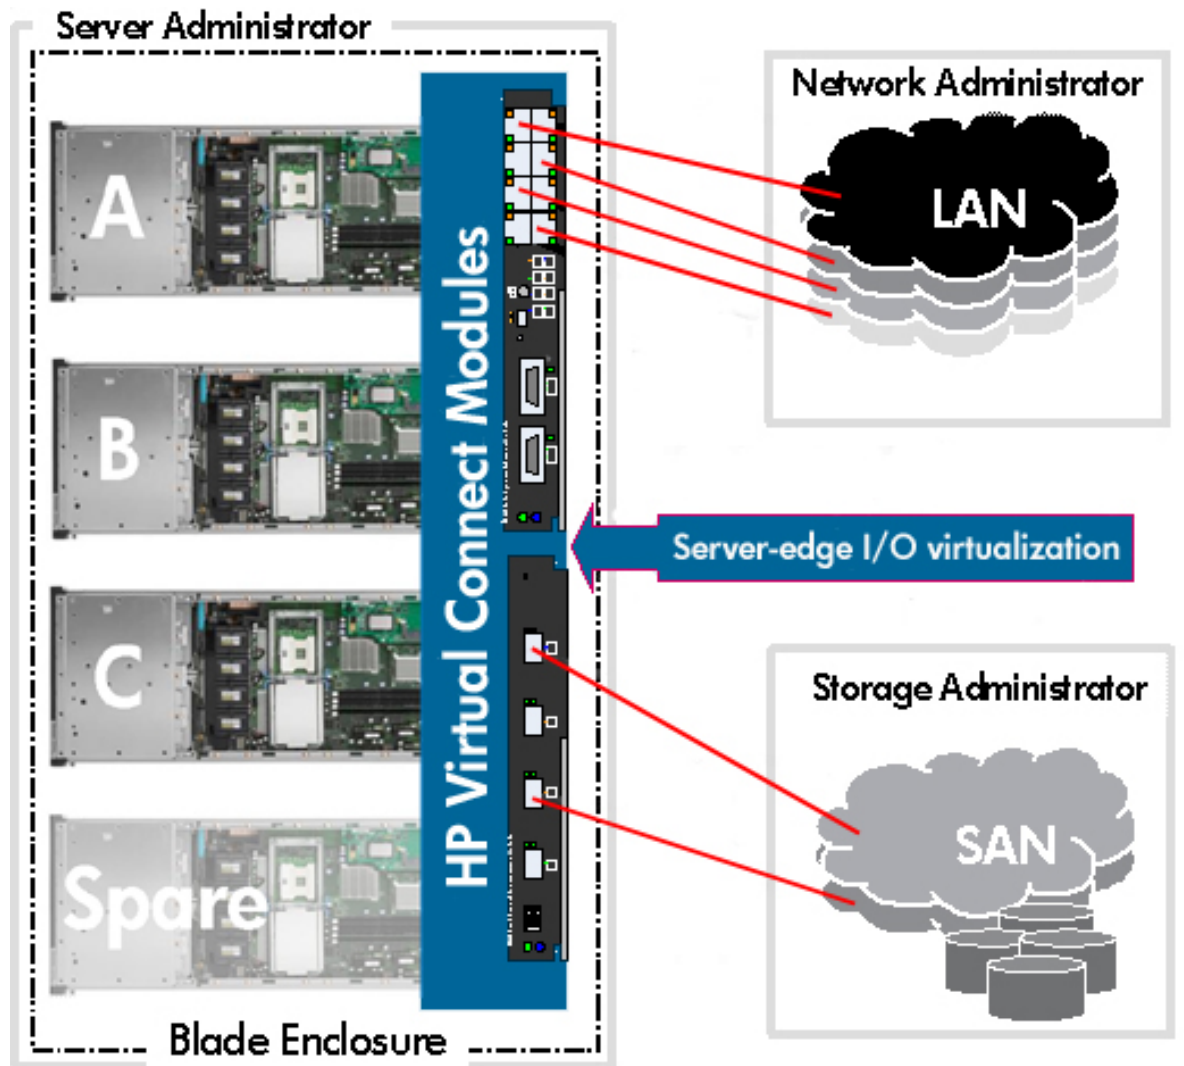 Server Administrator
Network Administrator
A
LAN
B
HP Virtual Connect Modules
Server-edge I/O virtualization
C
Storage Administrator
SAN
Spare
Blade Enclosure